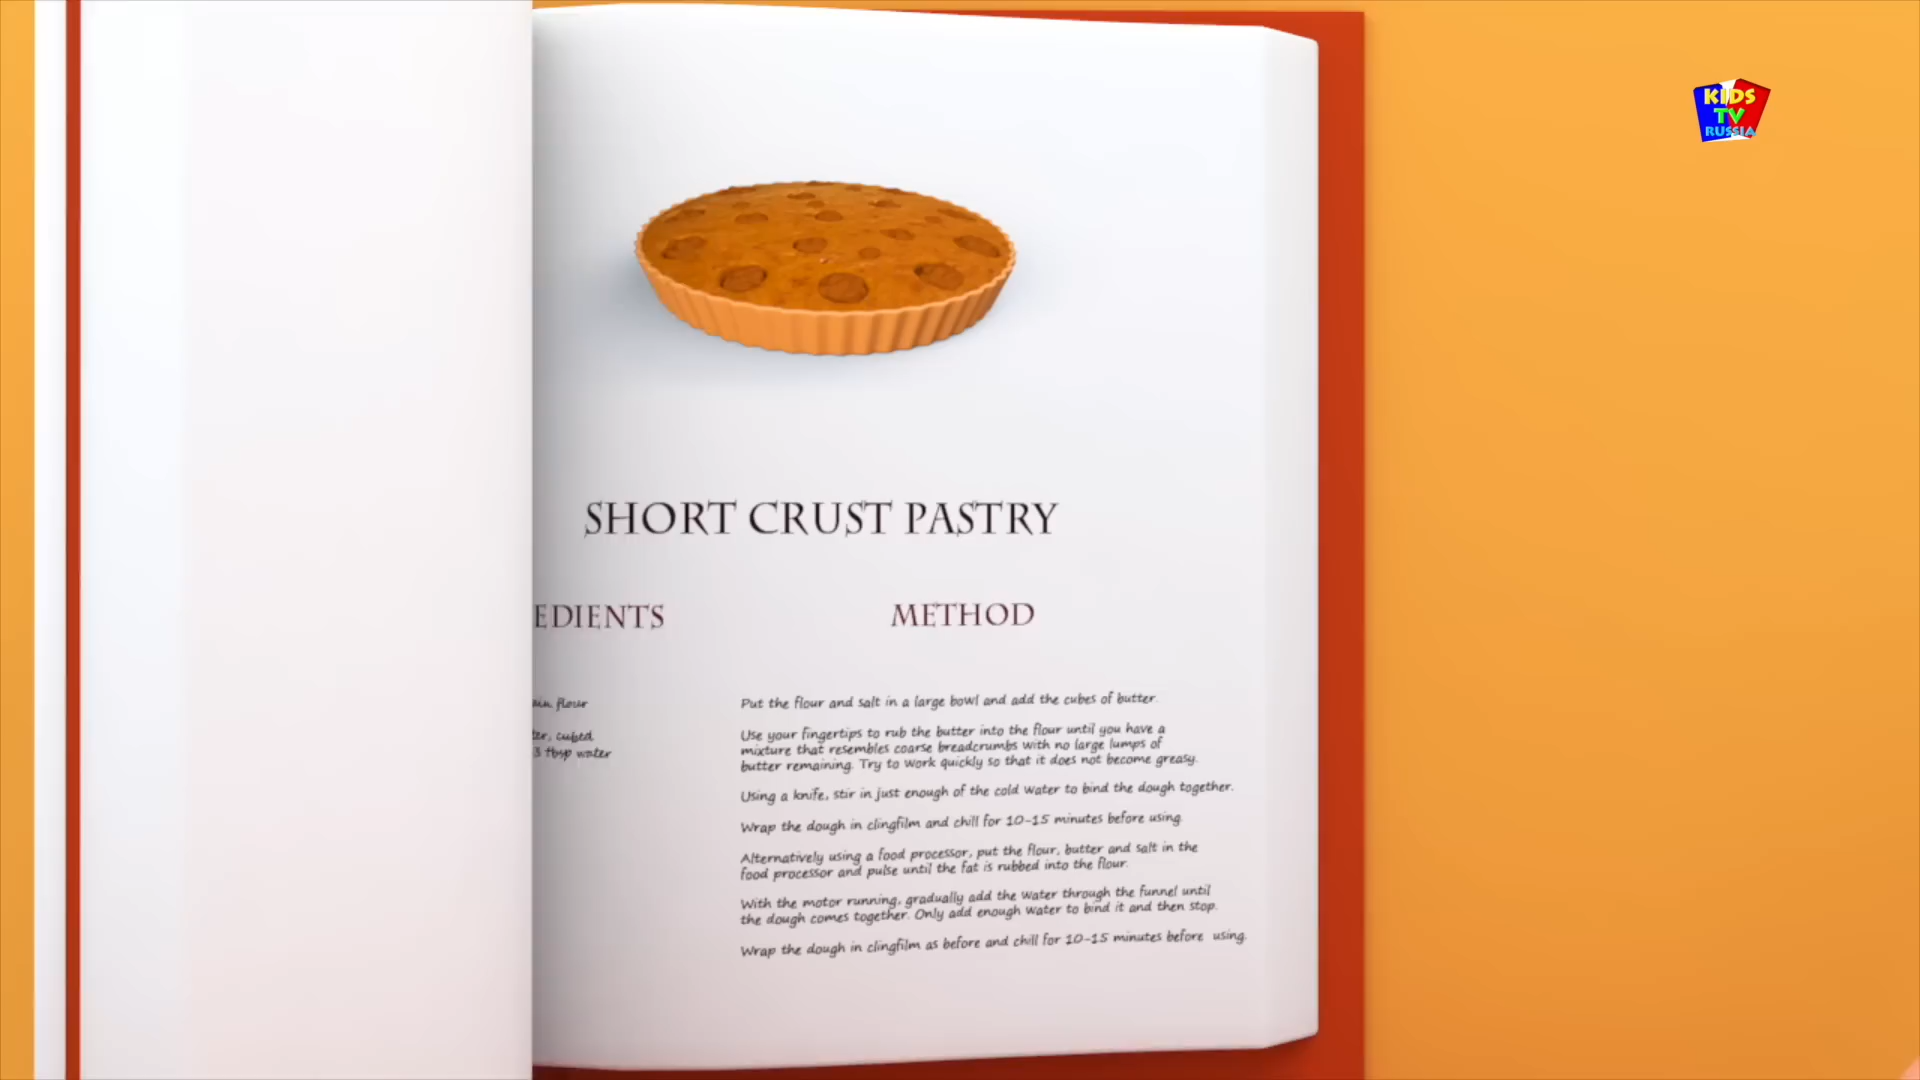 KIDS
TV
RUSSIA
SHORT CRUST PASTRY
EDIENTS
METHOD
flour
cubed
3 tbsp water
Put the flour and salt in a large bowl and add the cubes of butter.
Use your fingertips to rub the butter into the flour until you have a
mixture that resembles coarse breadcrumbs with no large lumps of
butter remaining. Try to work quickly so that it does not become greasy.
Using a knife, stir in just enough of the cold water to bind the dough together.
Wrap the dough in clingfilm and chill for 10-15 minutes before using.
Alternatively using a food processor, put the flour, butter and salt in the
food processor and pulse until the fat is rubbed into the flour.
With the motor running, gradually add the water through the funnel until
the dough comes together. Only add enough water to bind it and then stop.
Wrap the dough in clingfilm as before and chill for 10-15 minutes before using.